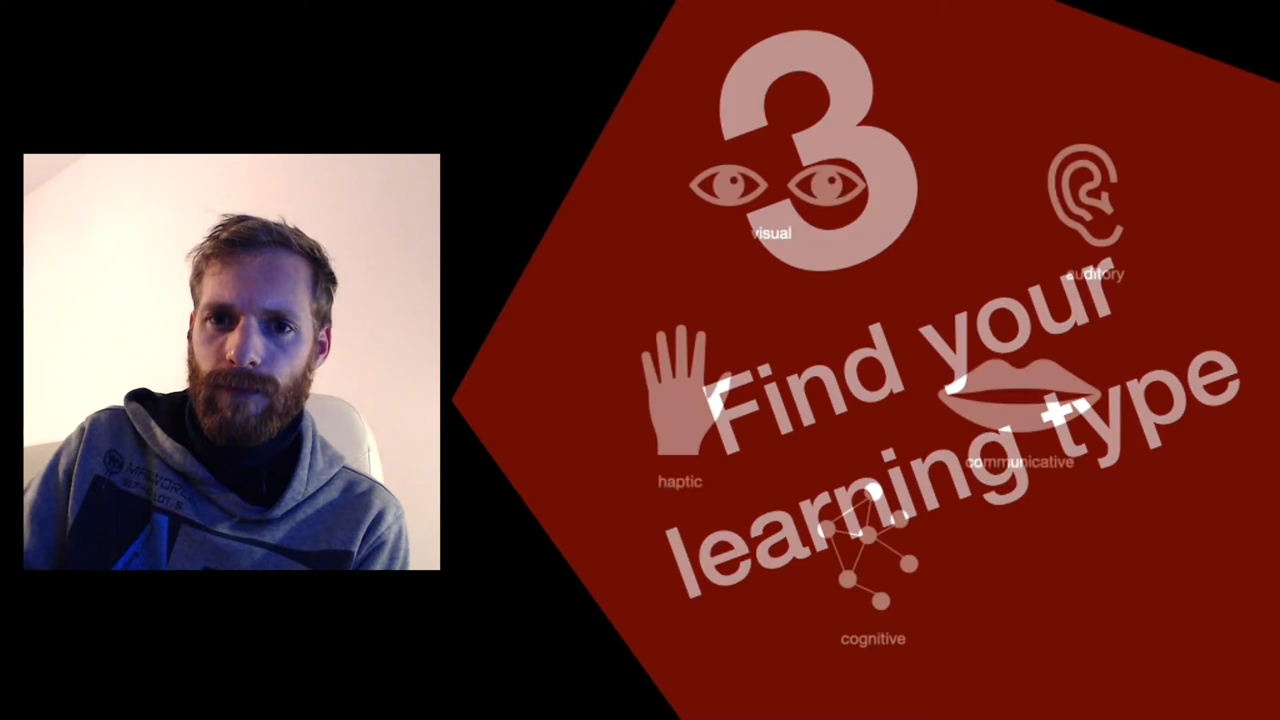 3
visual
auditory
Find your
learning type
haptic
communicative
cognitive